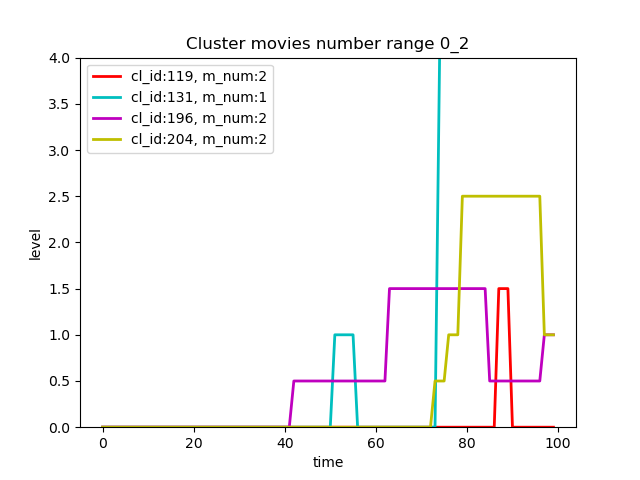 Cluster movies number range 0_2
4.0
3.5
3.0
2.5
2.0
1.5
1.0
0.5
0.0
level
cl_id:119, m_num:2
cl_id:131, m_num:1
cl_id:196, m_num:2
cl_id:204, m_num:2
0 20 40 60 80 100
time